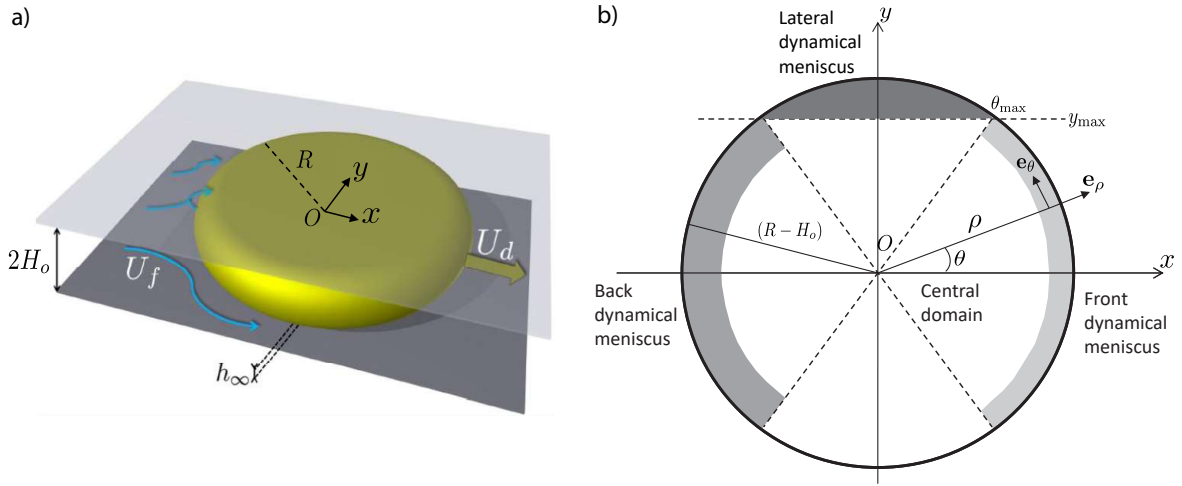 a)
R
y
O
x
2H_o
U_f
U_d
h_∞
b)
Lateral
dynamical
meniscus
y
θ_max
y_max
e_θ
e_ρ
(R − H_o)
ρ
O
θ
x
Back
dynamical
meniscus
Central
domain
Front
dynamical
meniscus